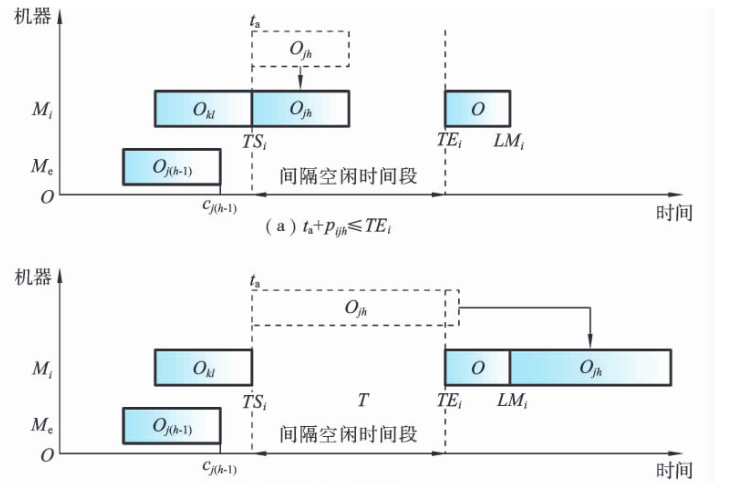 机器
t_a
O_jh
M_i
O_kl
O_jh
O
TS_i
TE_i
LM_i
M_e
O_j(h-1)
间隔空闲时间段
O
c_j(h-1)
时间
(a) t_a+p_ijh≤TE_i
机器
t_a
O_jh
M_i
O_kl
O
O_jh
TS_i
T
TE_i
LM_i
M_e
O_j(h-1)
间隔空闲时间段
O
c_j(h-1)
时间